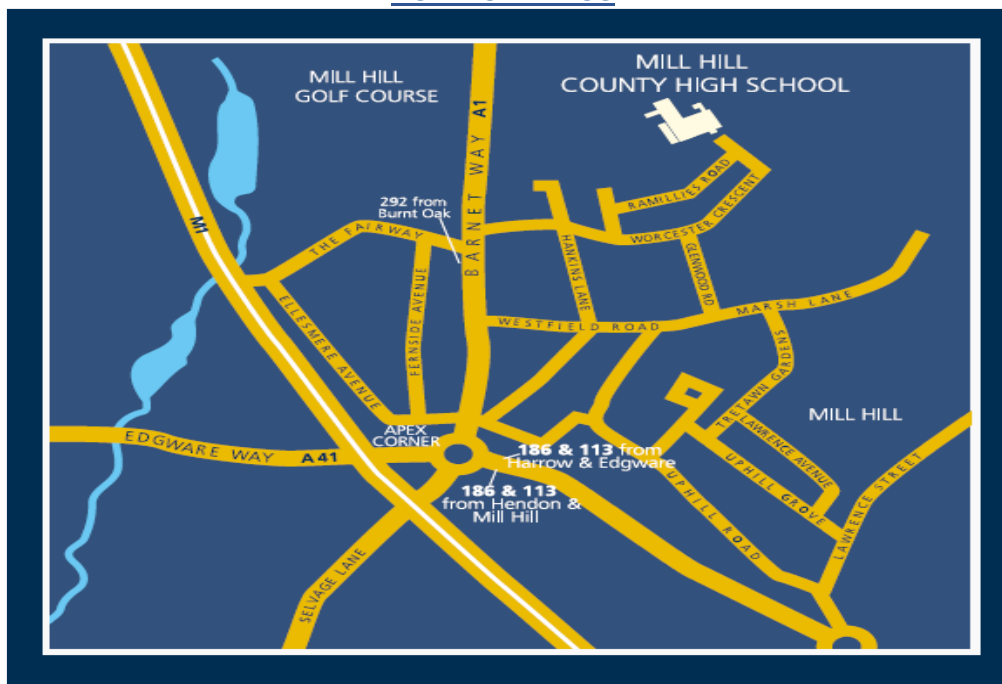 MILL HILL
GOLF COURSE
MILL HILL
COUNTY HIGH SCHOOL
BARNET WAY A1
M1
292 from
Burnt Oak
THE FAIRWAY
RAMILLIES ROAD
WORCESTER CRESCENT
HANKINS LANE
GLENWOOD RD
FERNSIDE AVENUE
ELLESMERE AVENUE
WESTFIELD ROAD
MARSH LANE
TRETAWN GARDENS
MILL HILL
APEX
CORNER
EDGWARE WAY A41
186 & 113 from
Harrow & Edgware
186 & 113
from Hendon &
Mill Hill
LAWRENCE AVENUE
UPHILL GROVE
UPHILL ROAD
LAWRENCE STREET
SELVAGE LANE